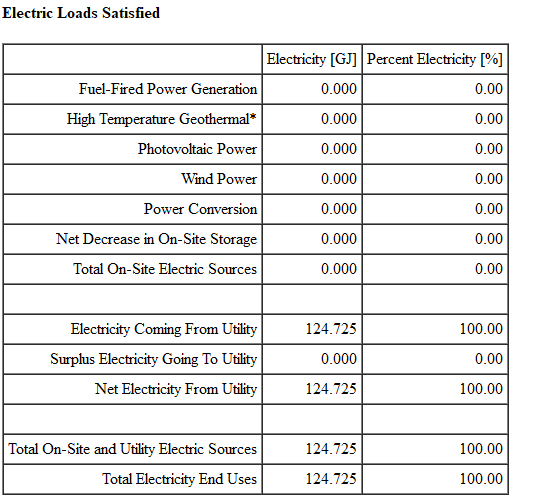 Electric Loads Satisfied
Electricity [GJ] Percent Electricity [%]
Fuel-Fired Power Generation 0.000 0.00
High Temperature Geothermal* 0.000 0.00
Photovoltaic Power 0.000 0.00
Wind Power 0.000 0.00
Power Conversion 0.000 0.00
Net Decrease in On-Site Storage 0.000 0.00
Total On-Site Electric Sources 0.000 0.00
Electricity Coming From Utility 124.725 100.00
Surplus Electricity Going To Utility 0.000 0.00
Net Electricity From Utility 124.725 100.00
Total On-Site and Utility Electric Sources 124.725 100.00
Total Electricity End Uses 124.725 100.00